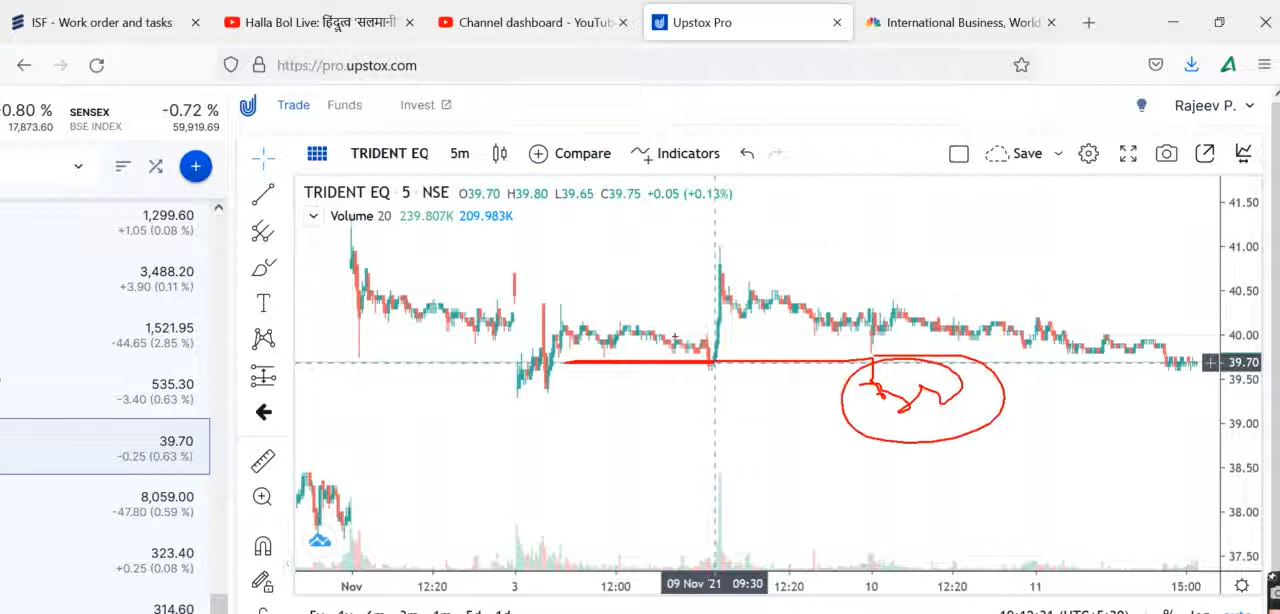 ISF - Work order and tasks
Halla Bol Live: हिंदुत्व 'सलमानी
Channel dashboard - YouTub
Upstox Pro
International Business, World
https://pro.upstox.com
-0.80 % SENSEX -0.72 %
17,873.60 BSE INDEX 59,919.69
Trade Funds Invest Rajeev P.
TRIDENT EQ 5m Compare Indicators Save
TRIDENT EQ · 5 · NSE O39.70 H39.80 L39.65 C39.75 +0.05 (+0.13%)
Volume 20 239.807K 209.983K
1,299.60
+1.05 (0.08 %)
3,488.20
+3.90 (0.11 %)
1,521.95
-44.65 (2.85 %)
535.30
-3.40 (0.63 %)
39.70
-0.25 (0.63 %)
8,059.00
-47.80 (0.59 %)
323.40
+0.25 (0.08 %)
314.60
41.50
41.00
40.50
40.00
39.70
39.50
39.00
38.50
38.00
37.50
Nov 12:20 3 12:00 09 Nov '21 09:30 12:20 10 12:20 11 15:00